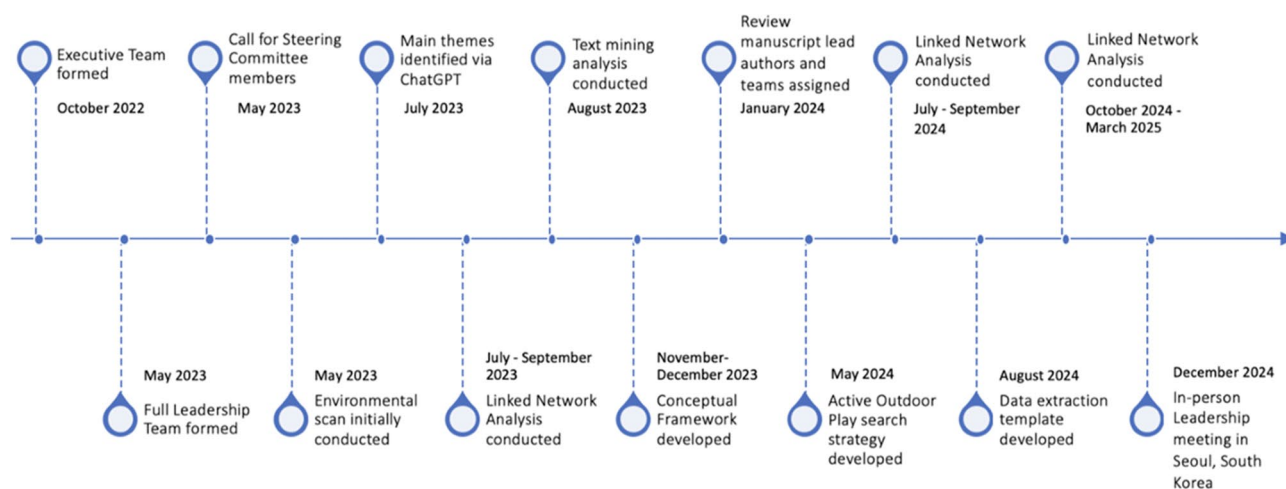 Executive Team
formed
October 2022
Call for Steering
Committee
members
May 2023
Main themes
identified via
ChatGPT
July 2023
Text mining
analysis
conducted
August 2023
Review
manuscript lead
authors and
teams assigned
January 2024
Linked Network
Analysis
conducted
July - September
2024
Linked Network
Analysis
conducted
October 2024 -
March 2025
May 2023
Full Leadership
Team formed
May 2023
Environmental
scan initially
conducted
July - September
2023
Linked Network
Analysis
conducted
November-
December 2023
Conceptual
Framework
developed
May 2024
Active Outdoor
Play search
strategy
developed
August 2024
Data extraction
template
developed
December 2024
In-person
Leadership
meeting in
Seoul, South
Korea